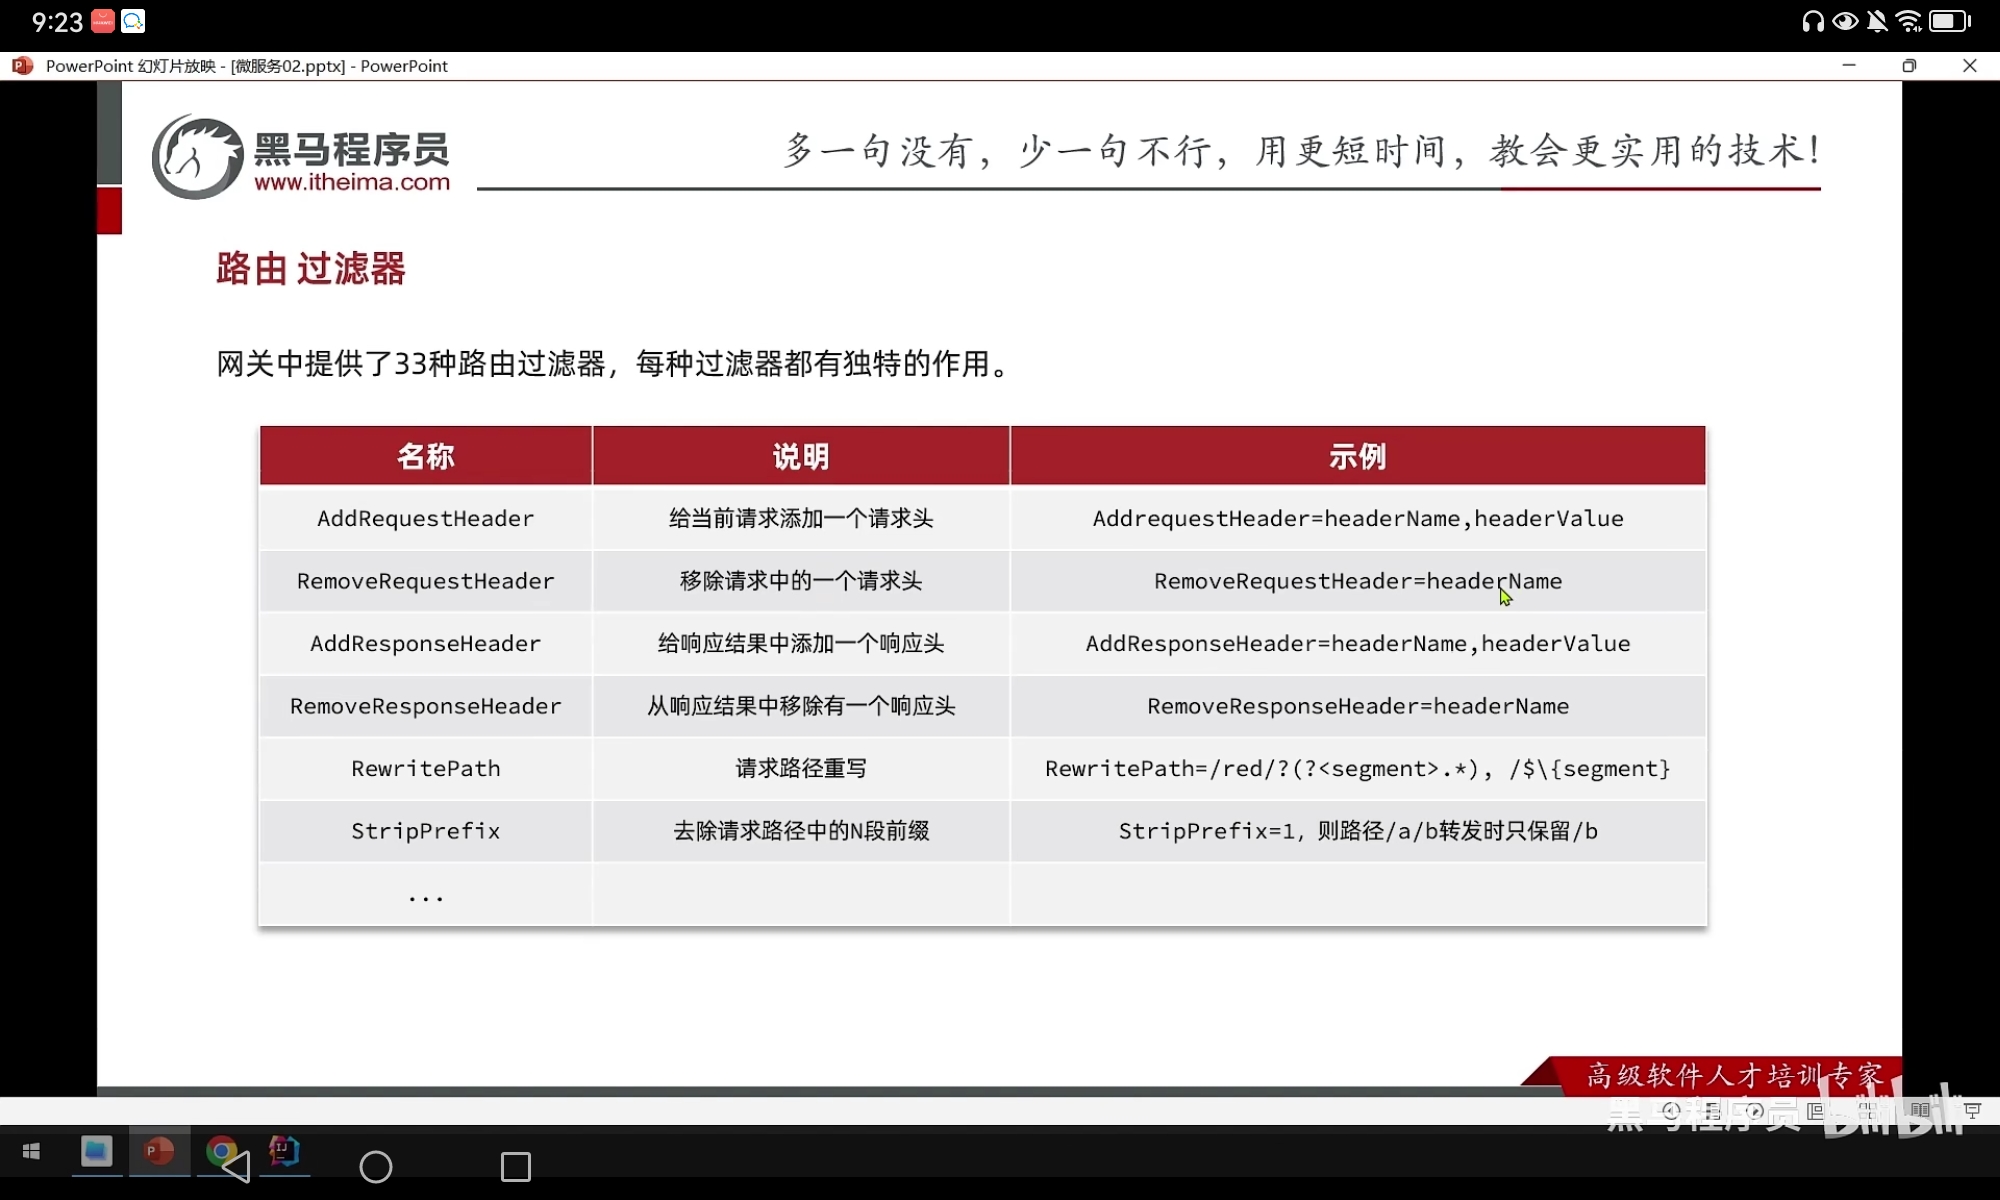 9:23
PowerPoint 幻灯片放映 - [微服务02.pptx] - PowerPoint
黑马程序员
www.itheima.com
多一句没有，少一句不行，用更短时间，教会更实用的技术！
路由 过滤器
网关中提供了33种路由过滤器，每种过滤器都有独特的作用。
名称 说明 示例
AddRequestHeader 给当前请求添加一个请求头 AddrequestHeader=headerName,headerValue
RemoveRequestHeader 移除请求中的一个请求头 RemoveRequestHeader=headerName
AddResponseHeader 给响应结果中添加一个响应头 AddResponseHeader=headerName,headerValue
RemoveResponseHeader 从响应结果中移除有一个响应头 RemoveResponseHeader=headerName
RewritePath 请求路径重写 RewritePath=/red/?(?<segment>.*), /$\{segment}
StripPrefix 去除请求路径中的N段前缀 StripPrefix=1，则路径/a/b转发时只保留/b
...
高级软件人才培训专家
黑马程序员 bilibili